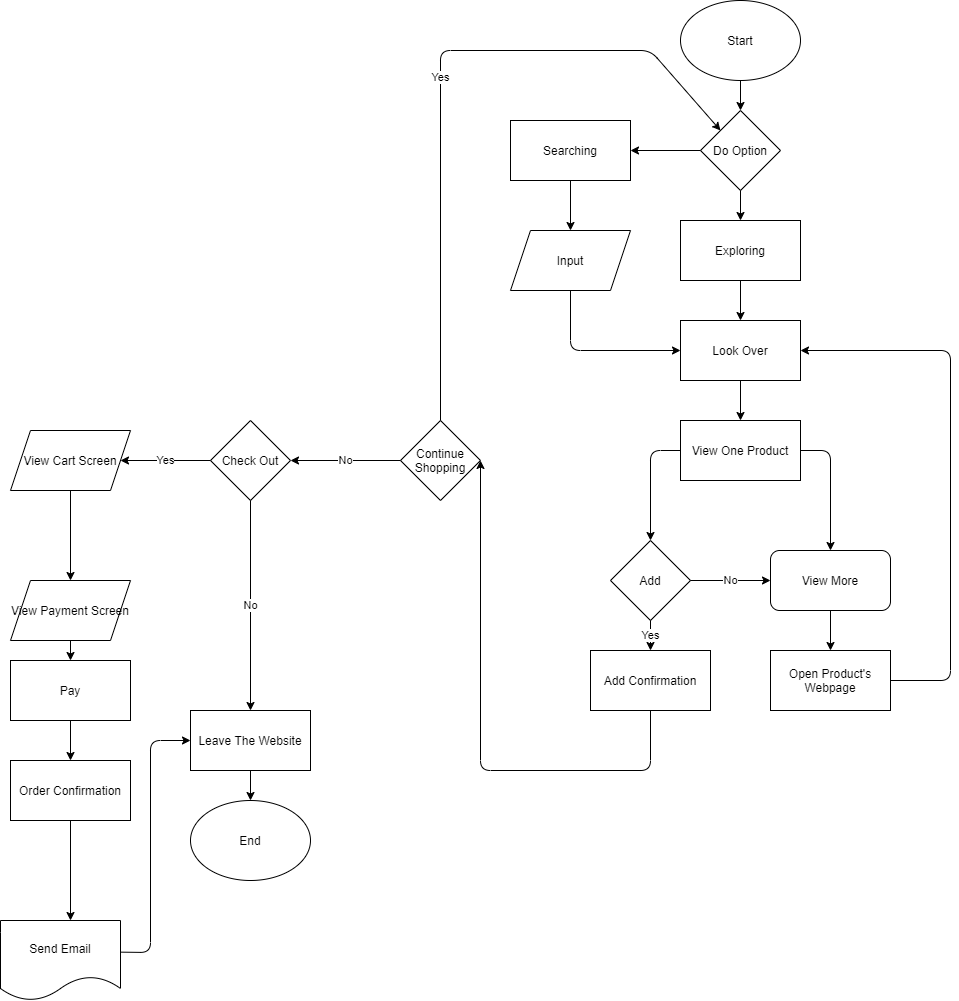 Start
Yes
Do Option
Searching
Exploring
Input
Look Over
View One Product
Continue
Shopping
No
Check Out
Yes
View Cart Screen
Add
No
View More
Yes
Add Confirmation
Open Product's
Webpage
No
View Payment Screen
Pay
Leave The Website
Order Confirmation
End
Send Email